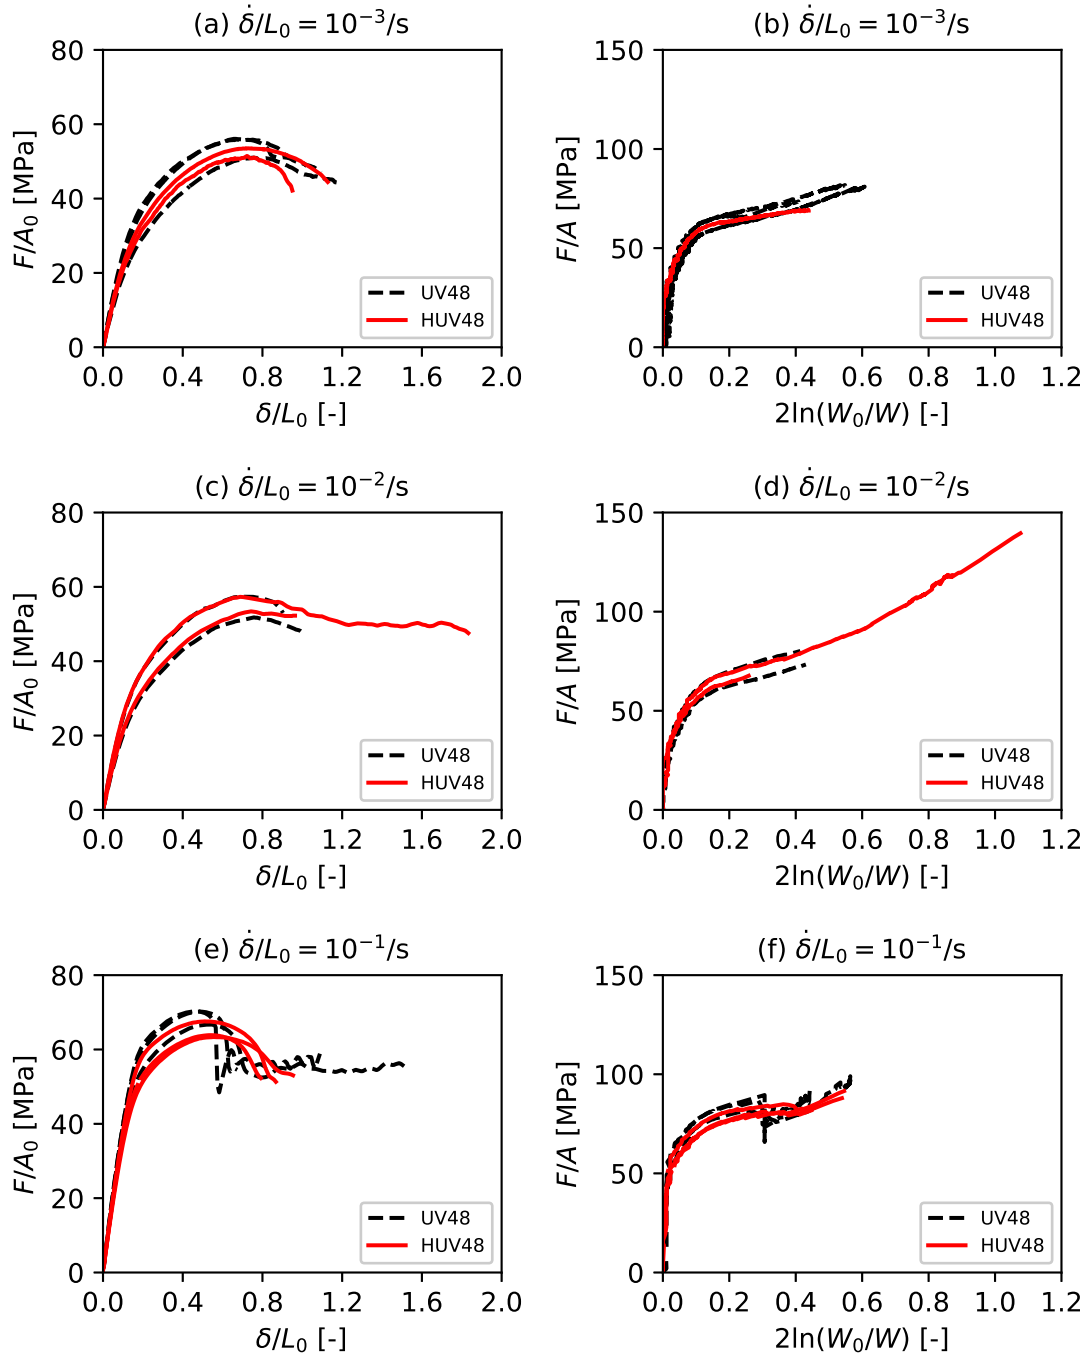 (a) δ̇/L₀ = 10⁻³/s
80
60
40
20
0
F/A₀ [MPa]
UV48
HUV48
0.0 0.4 0.8 1.2 1.6 2.0
δ/L₀ [-]
(b) δ̇/L₀ = 10⁻³/s
150
100
50
0
F/A [MPa]
UV48
HUV48
0.0 0.2 0.4 0.6 0.8 1.0 1.2
2ln(W₀/W) [-]
(c) δ̇/L₀ = 10⁻²/s
80
60
40
20
0
F/A₀ [MPa]
UV48
HUV48
0.0 0.4 0.8 1.2 1.6 2.0
δ/L₀ [-]
(d) δ̇/L₀ = 10⁻²/s
150
100
50
0
F/A [MPa]
UV48
HUV48
0.0 0.2 0.4 0.6 0.8 1.0 1.2
2ln(W₀/W) [-]
(e) δ̇/L₀ = 10⁻¹/s
80
60
40
20
0
F/A₀ [MPa]
UV48
HUV48
0.0 0.4 0.8 1.2 1.6 2.0
δ/L₀ [-]
(f) δ̇/L₀ = 10⁻¹/s
150
100
50
0
F/A [MPa]
UV48
HUV48
0.0 0.2 0.4 0.6 0.8 1.0 1.2
2ln(W₀/W) [-]